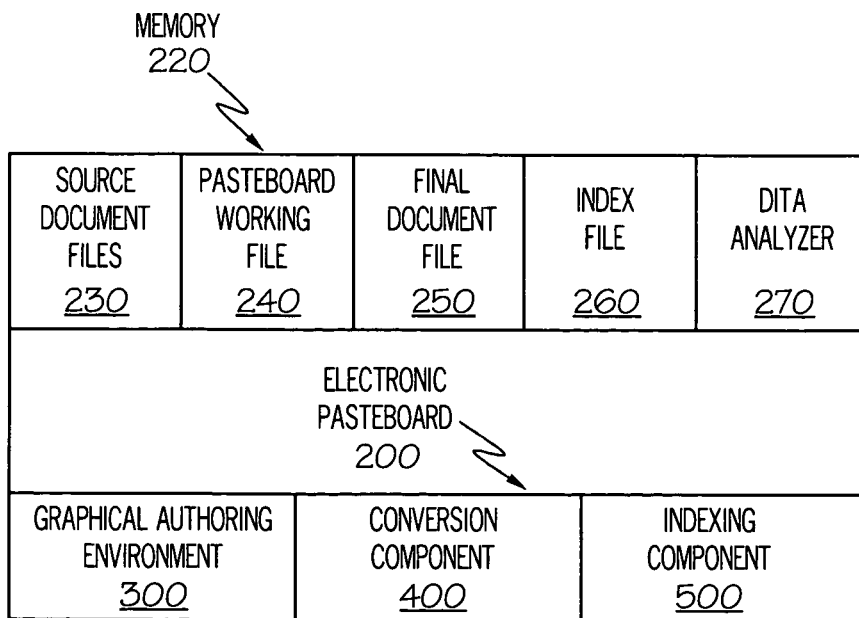 MEMORY
220
SOURCE
DOCUMENT
FILES
230
PASTEBOARD
WORKING
FILE
240
FINAL
DOCUMENT
FILE
250
INDEX
FILE
260
DITA
ANALYZER
270
ELECTRONIC
PASTEBOARD
200
GRAPHICAL AUTHORING
ENVIRONMENT
300
CONVERSION
COMPONENT
400
INDEXING
COMPONENT
500